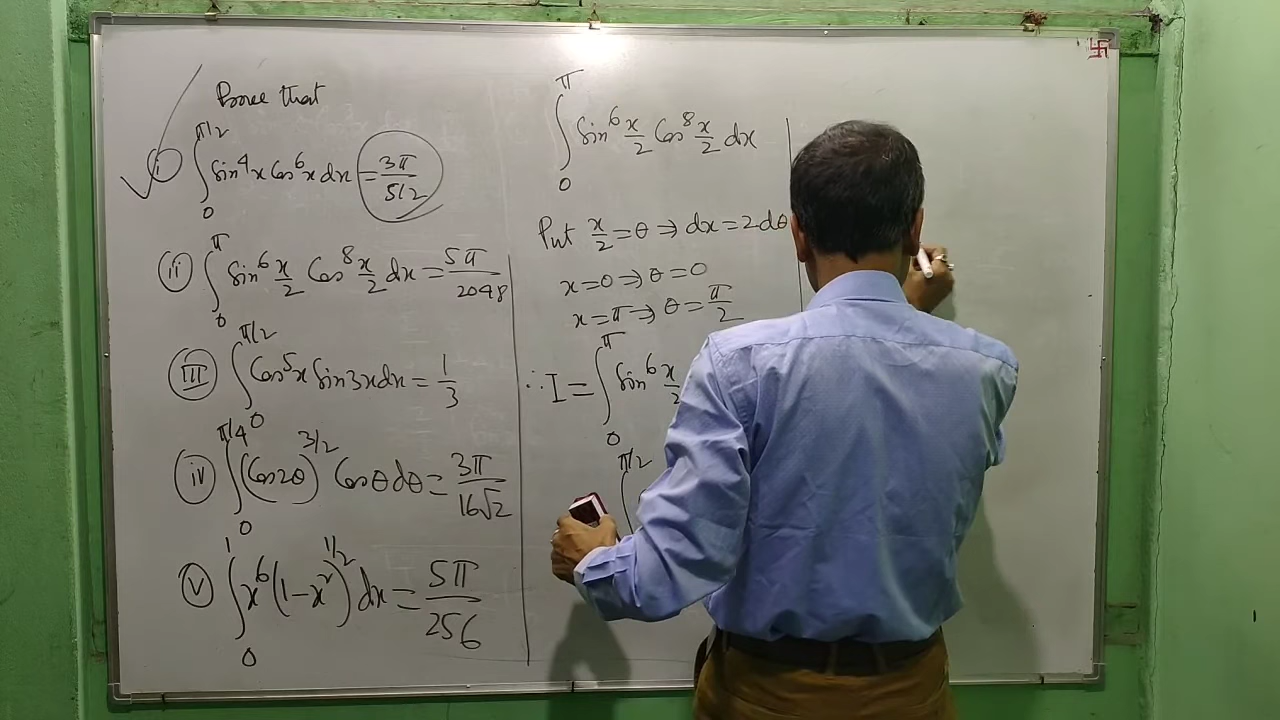 Prove that
(i) ∫₀^{π/2} Sin⁴x Cos⁶x dx = 3π/512
(ii) ∫₀^{π} Sin⁶ x/2 Cos⁸ x/2 dx = 5π/2048
(III) ∫₀^{π/2} Cos⁵x Sin3x dx = 1/3
(iv) ∫₀^{π/4} (Cos2θ)^{3/2} Cosθ dθ = 3π/16√2
(v) ∫₀^{1} x⁶(1-x²)^{1/2} dx = 5π/256
∫₀^{π} Sin⁶ x/2 Cos⁸ x/2 dx
Put x/2 = θ ⇒ dx = 2dθ
x=0 ⇒ θ=0
x=π ⇒ θ = π/2
∴ I = ∫₀^{π} Sin⁶ x/2
∫^{π/2}